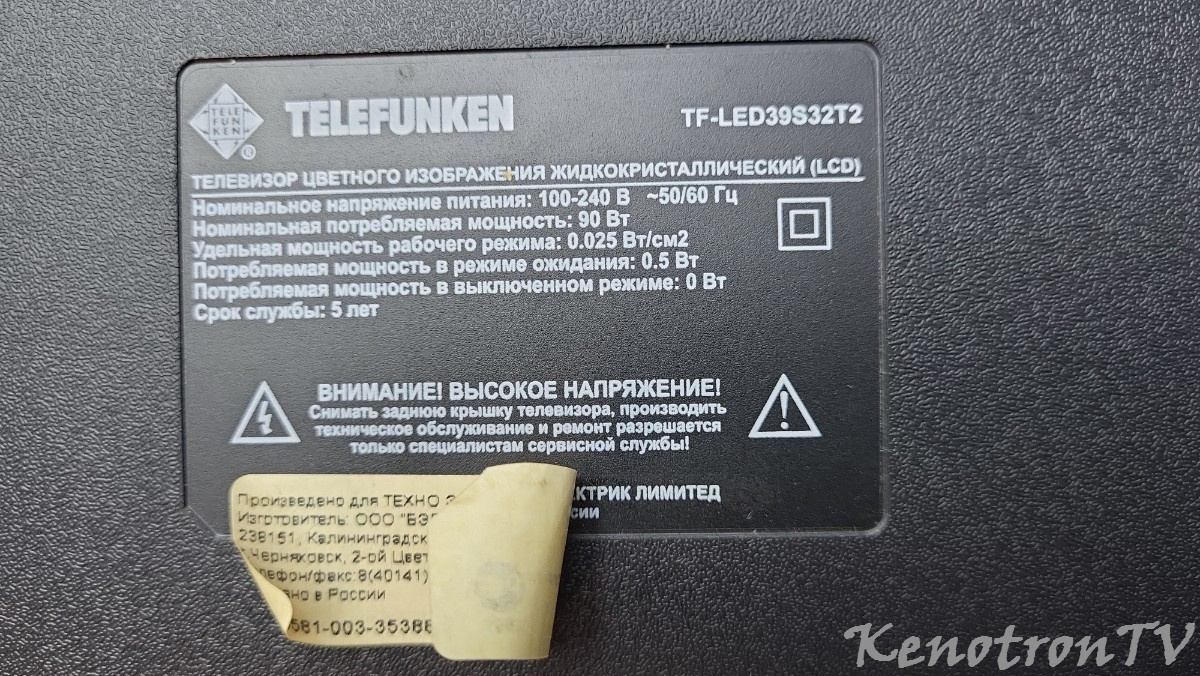 TELE
FUN
KEN
®
TELEFUNKEN
TF-LED39S32T2
ТЕЛЕВИЗОР ЦВЕТНОГО ИЗОБРАЖЕНИЯ ЖИДКОКРИСТАЛЛИЧЕСКИЙ (LCD)
Номинальное напряжение питания: 100-240 В ~50/60 Гц
Номинальная потребляемая мощность: 90 Вт
Удельная мощность рабочего режима: 0.025 Вт/см2
Потребляемая мощность в режиме ожидания: 0.5 Вт
Потребляемая мощность в выключенном режиме: 0 Вт
Срок службы: 5 лет
ВНИМАНИЕ! ВЫСОКОЕ НАПРЯЖЕНИЕ!
Снимать заднюю крышку телевизора, производить
техническое обслуживание и ремонт разрешается
только специалистам сервисной службы!
КТРИК ЛИМИТЕД
сии
Произведено для ТЕХНО Э
Изготовитель: ООО "БЭ
238151, Калининградск
г.Черняховск, 2-ой Цвет
лефон/факс:8(40141)
но в России
581-003-35388
KenotronTV